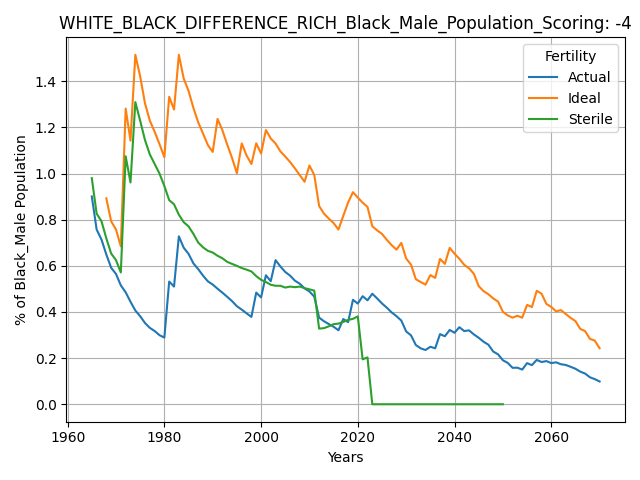 WHITE_BLACK_DIFFERENCE_RICH_Black_Male_Population_Scoring: -4
Fertility
Actual
Ideal
Sterile
% of Black_Male Population
1.4
1.2
1.0
0.8
0.6
0.4
0.2
0.0
1960 1980 2000 2020 2040 2060
Years